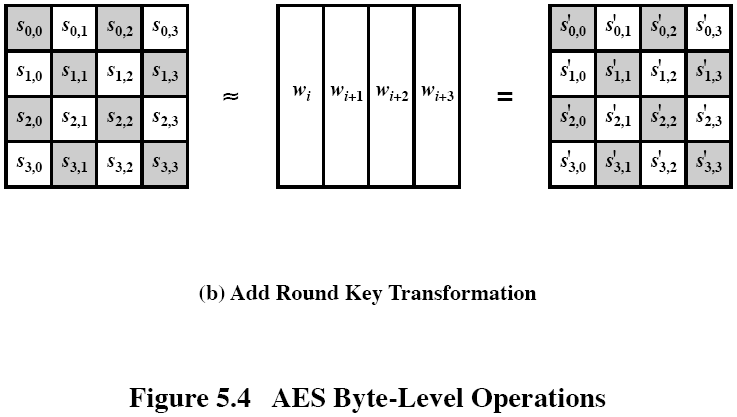 s0,0 s0,1 s0,2 s0,3 s'0,0 s'0,1 s'0,2 s'0,3
s1,0 s1,1 s1,2 s1,3 ≈ wi wi+1 wi+2 wi+3 = s'1,0 s'1,1 s'1,2 s'1,3
s2,0 s2,1 s2,2 s2,3 s'2,0 s'2,1 s'2,2 s'2,3
s3,0 s3,1 s3,2 s3,3 s'3,0 s'3,1 s'3,2 s'3,3
(b) Add Round Key Transformation
Figure 5.4 AES Byte-Level Operations